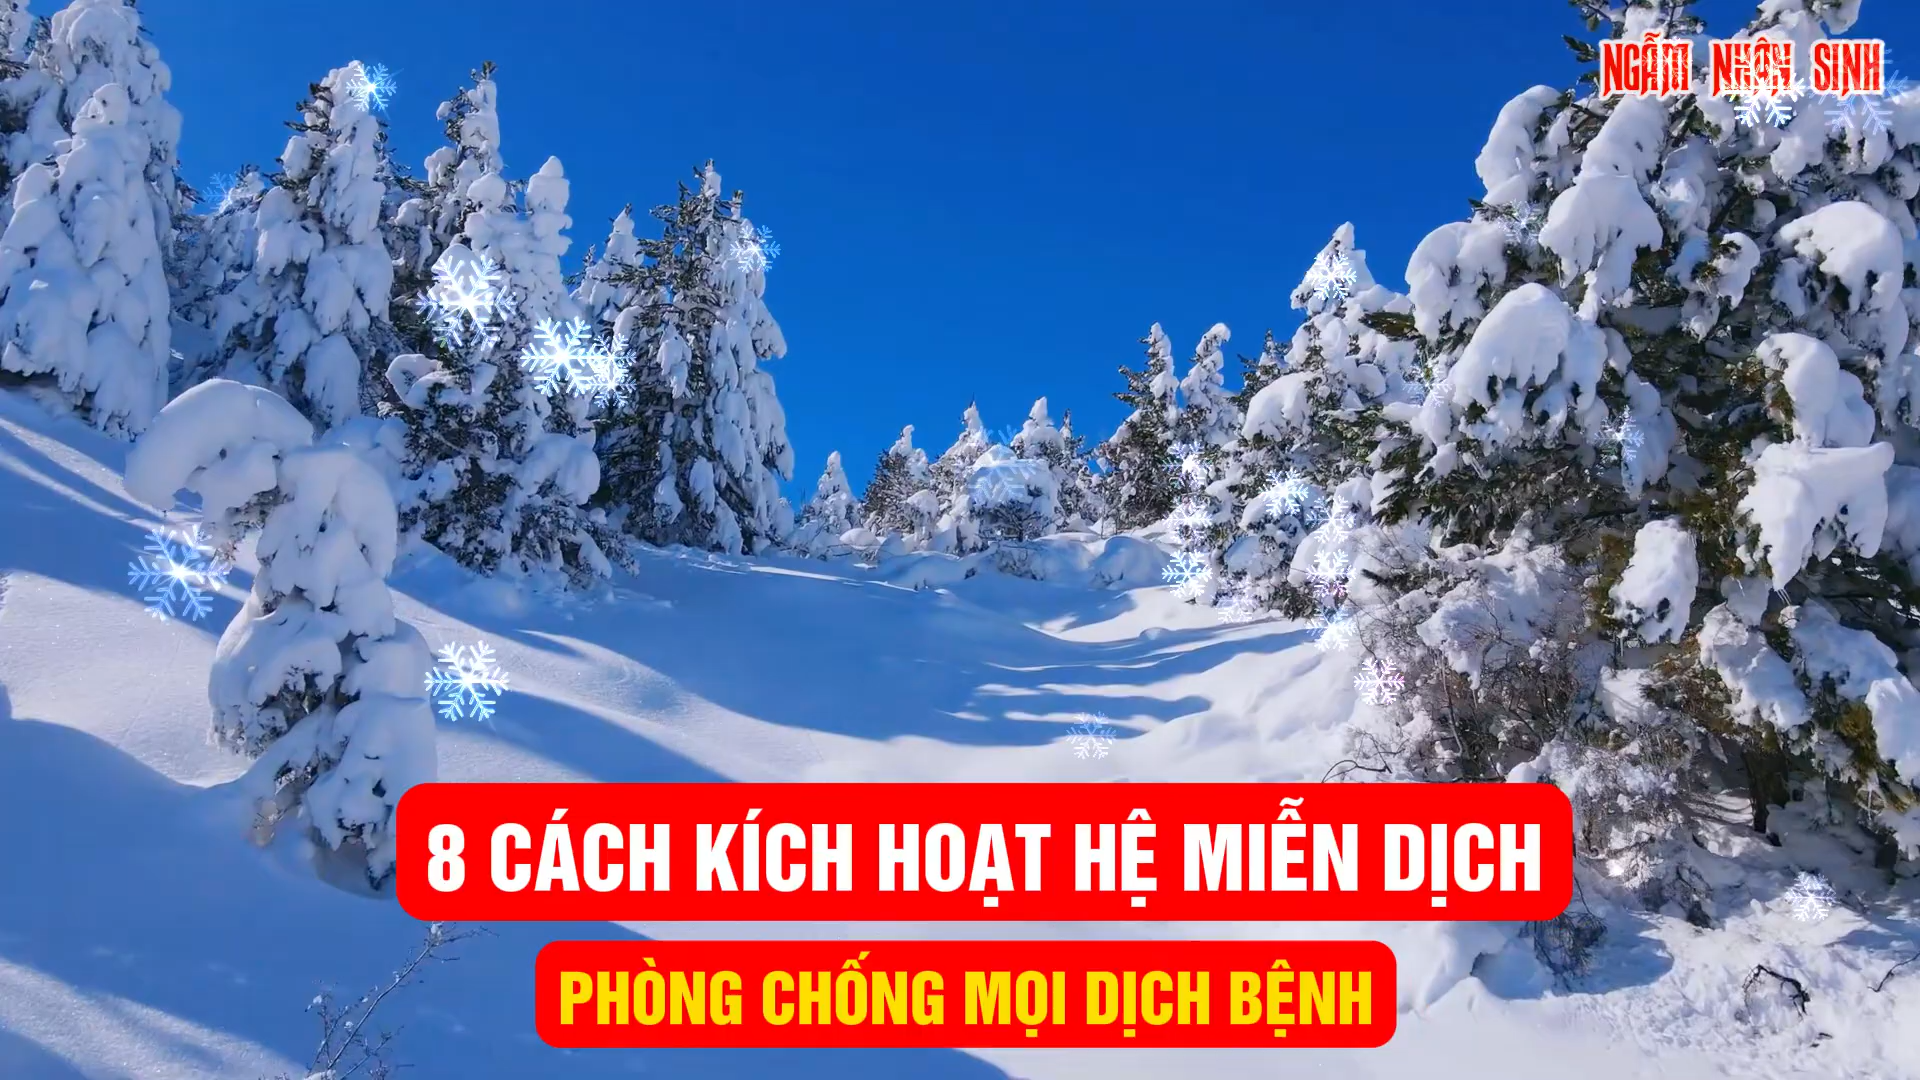 NGẪM NHÂN SINH
8 CÁCH KÍCH HOẠT HỆ MIỄN DỊCH
PHÒNG CHỐNG MỌI DỊCH BỆNH